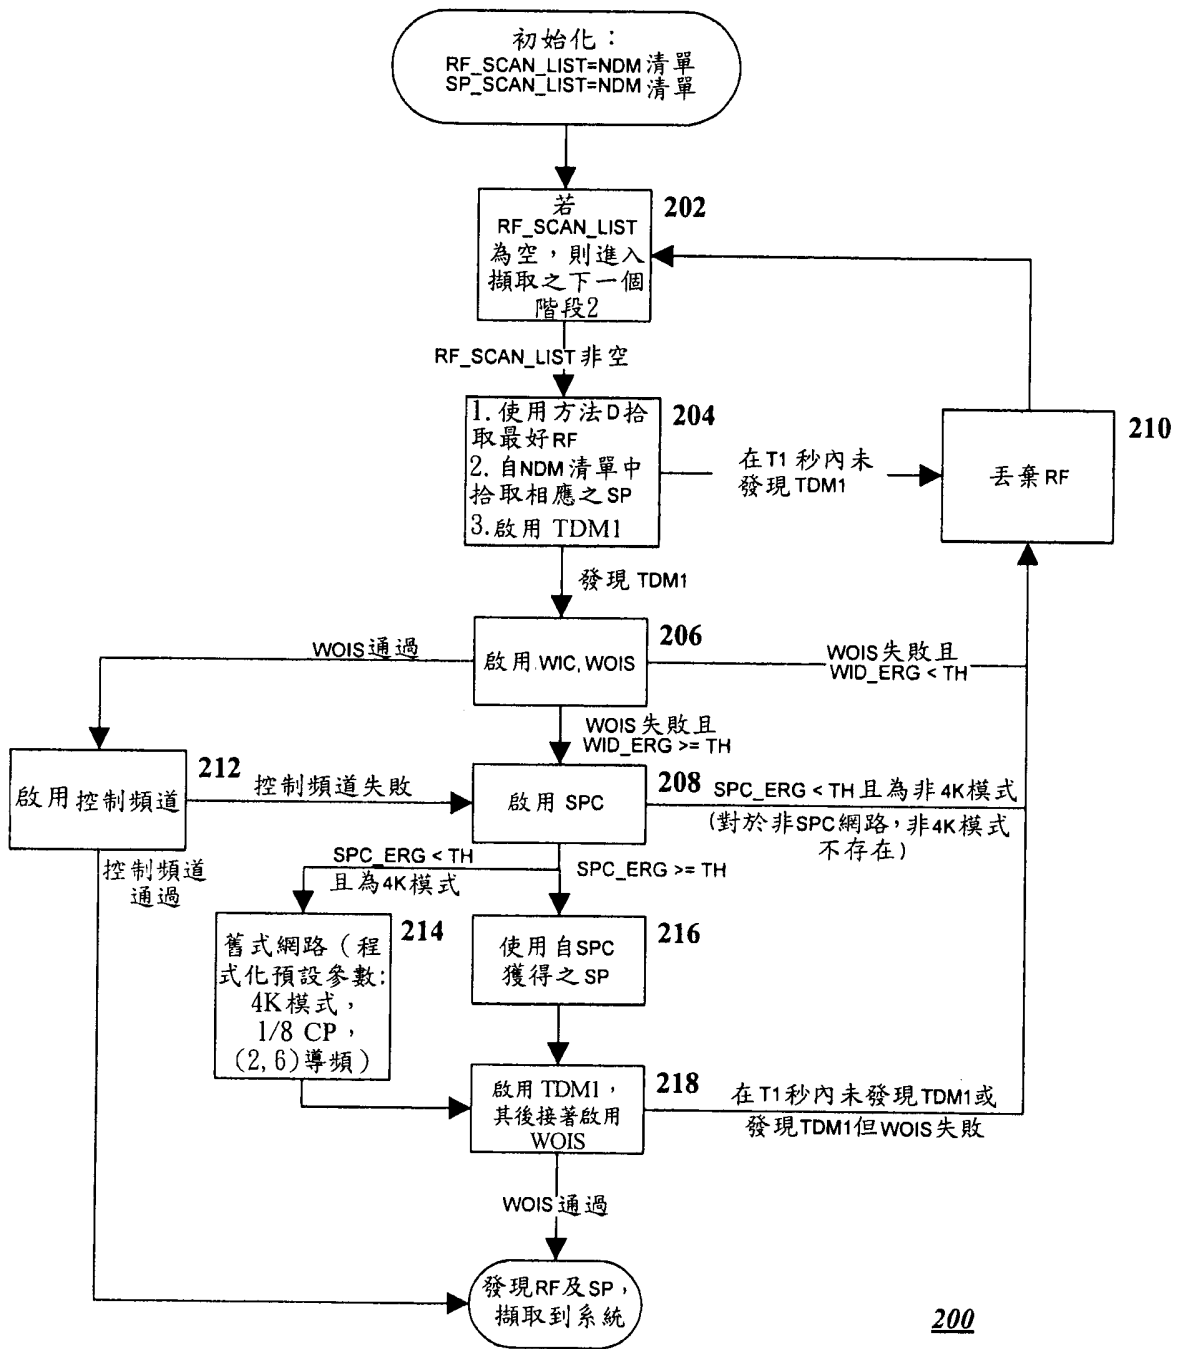 初始化：
RF_SCAN_LIST=NDM清單
SP_SCAN_LIST=NDM清單
若
RF_SCAN_LIST
為空，則進入
擷取之下一個
階段2
202
RF_SCAN_LIST非空
1.使用方法D拾
取最好RF
2.自NDM清單中
拾取相應之SP
3.啟用 TDM1
204
在T1秒內未
發現TDM1
丟棄RF
210
發現 TDM1
啟用 WIC, WOIS
206
WOIS通過
WOIS失敗且
WID_ERG < TH
WOIS失敗且
WID_ERG >= TH
啟用控制頻道
212
控制頻道失敗
啟用 SPC
208
SPC_ERG < TH且為非4K模式
(對於非SPC網路，非4K模式
不存在)
控制頻道
通過
SPC_ERG < TH
且為4K模式
SPC_ERG >= TH
舊式網路（程
式化預設參數:
4K模式，
1/8 CP，
(2,6)導頻）
214
使用自SPC
獲得之SP
216
啟用TDM1，
其後接著啟用
WOIS
218
在T1秒內未發現TDM1或
發現TDM1但WOIS失敗
WOIS通過
發現RF及SP，
擷取到系統
200